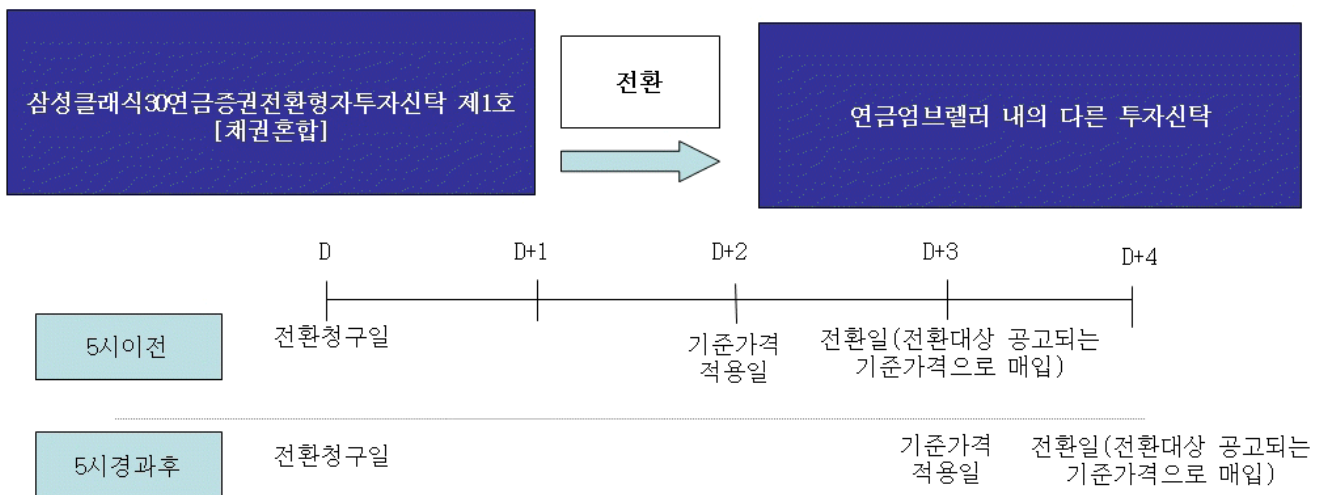 삼성클래식30연금증권전환형자투자신탁 제1호
[채권혼합]
전환
연금엄브렐러 내의 다른 투자신탁
D
D+1
D+2
D+3
D+4
5시이전
전환청구일
기준가격
적용일
전환일(전환대상 공고되는
기준가격으로 매입)
5시경과후
전환청구일
기준가격
적용일
전환일(전환대상 공고되는
기준가격으로 매입)